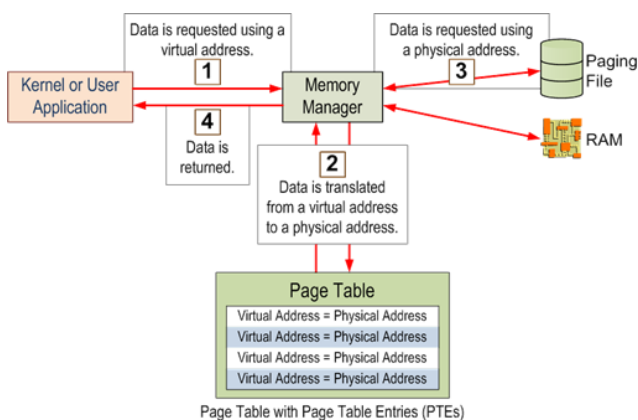 Data is requested using a
virtual address.
1
Data is requested using
a physical address.
3
Kernel or User
Application
Memory
Manager
Paging
File
4
Data is
returned.
RAM
2
Data is translated
from a virtual address
to a physical address.
Page Table
Virtual Address = Physical Address
Virtual Address = Physical Address
Virtual Address = Physical Address
Virtual Address = Physical Address
Page Table with Page Table Entries (PTEs)